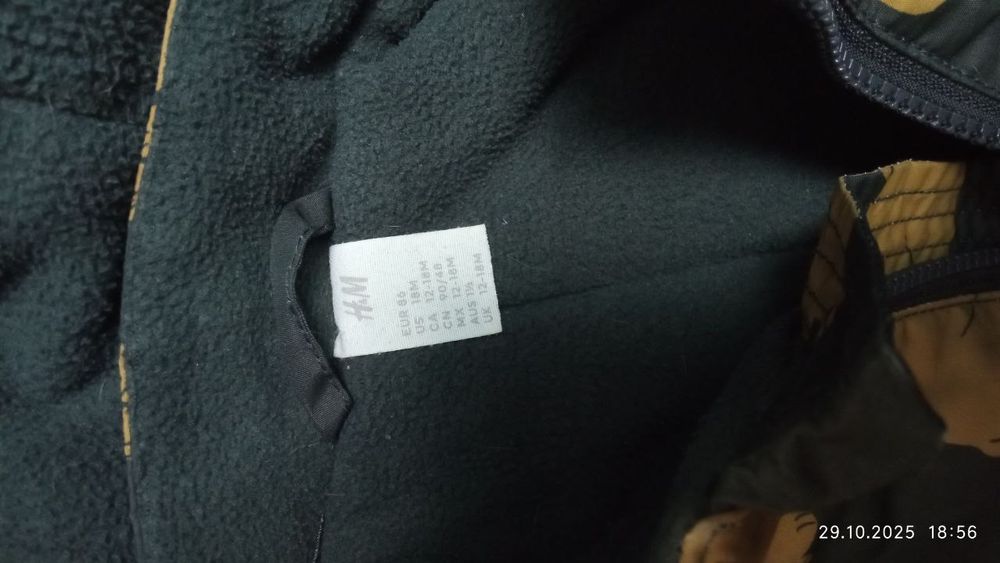 H&M
EUR 86
US 18M
CA 12-18M
CN 90/48
MX 12-18M
AUS 1½
UK 12-18M
29.10.2025 18:56